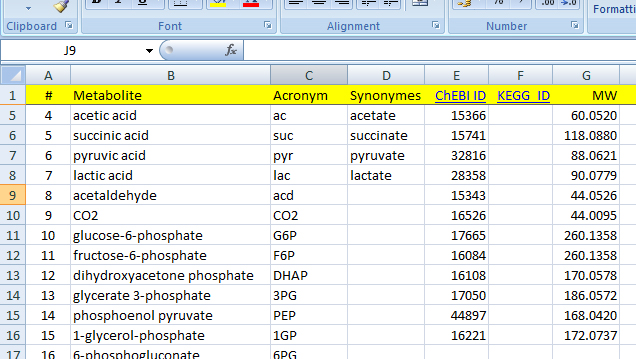 Formatti
Clipboard Font Alignment Number
J9 fx
A B C D E F G
1 # Metabolite Acronym Synonymes ChEBI ID KEGG_ID MW
5 4 acetic acid ac acetate 15366 60.0520
6 5 succinic acid suc succinate 15741 118.0880
7 6 pyruvic acid pyr pyruvate 32816 88.0621
8 7 lactic acid lac lactate 28358 90.0779
9 8 acetaldehyde acd 15343 44.0526
10 9 CO2 CO2 16526 44.0095
11 10 glucose-6-phosphate G6P 17665 260.1358
12 11 fructose-6-phosphate F6P 16084 260.1358
13 12 dihydroxyacetone phosphate DHAP 16108 170.0578
14 13 glycerate 3-phosphate 3PG 17050 186.0572
15 14 phosphoenol pyruvate PEP 44897 168.0420
16 15 1-glycerol-phosphate 1GP 16221 172.0737
17 16 6-phosphogluconate 6PG